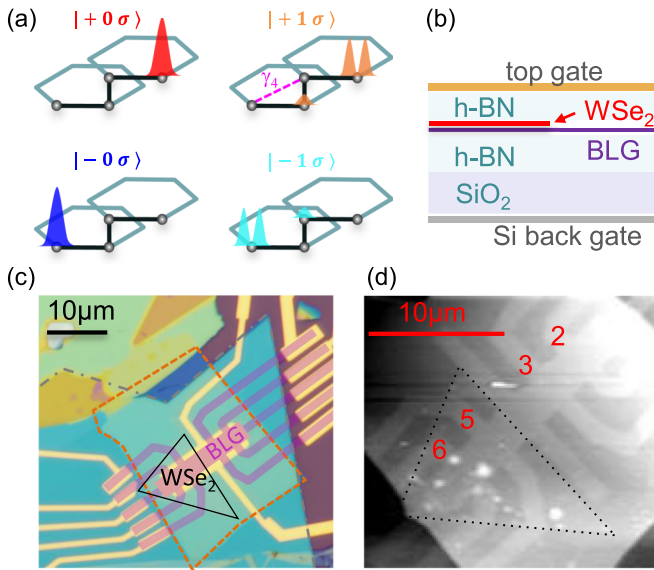 (a)
| + 0 σ ⟩
| + 1 σ ⟩
γ₄
| − 0 σ ⟩
| − 1 σ ⟩
(b)
top gate
h-BN
WSe₂
BLG
h-BN
SiO₂
Si back gate
(c)
10μm
BLG
WSe₂
(d)
10μm
2
3
5
6